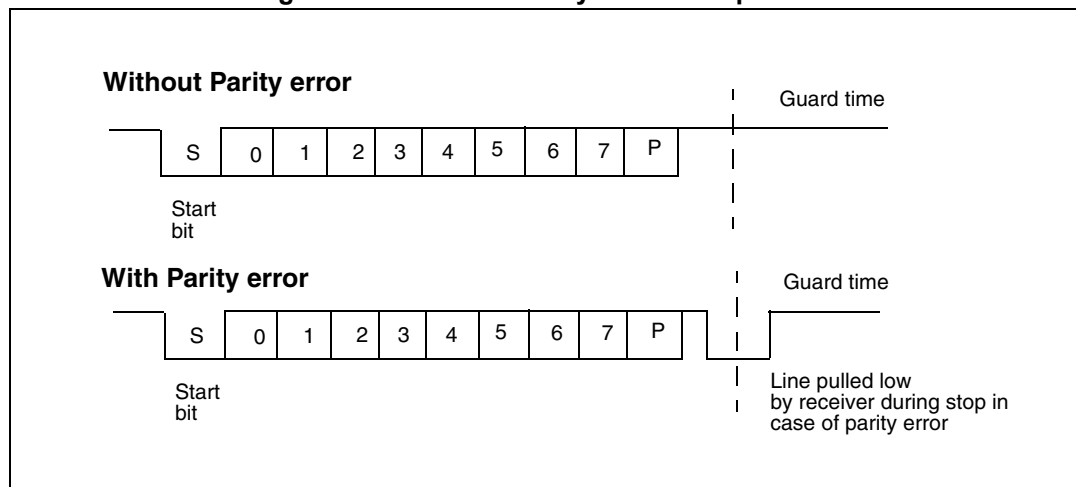 Without Parity error
Guard time
S 0 1 2 3 4 5 6 7 P
Start
bit
With Parity error
Guard time
S 0 1 2 3 4 5 6 7 P
Start
bit
Line pulled low
by receiver during stop in
case of parity error